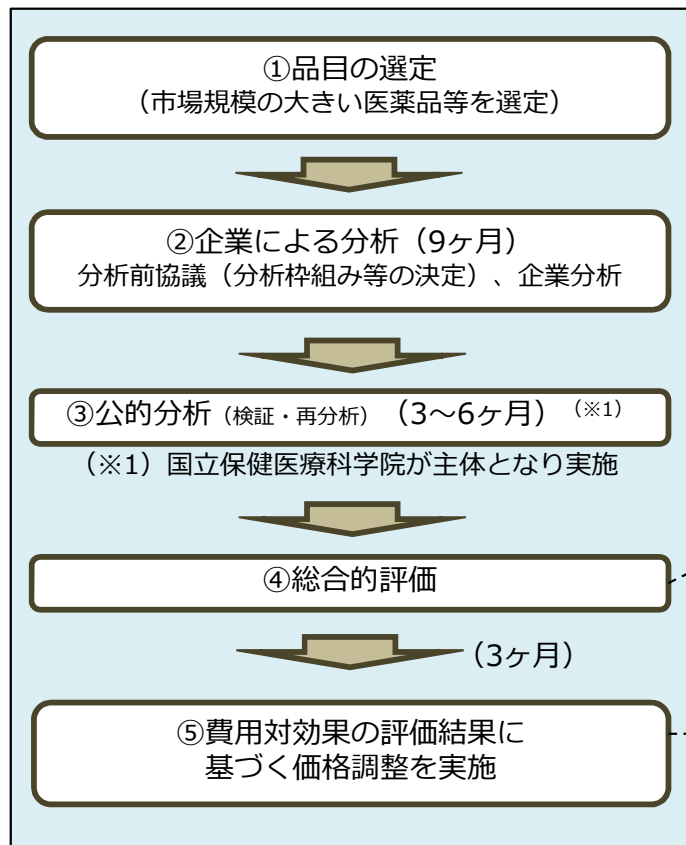 ①品目の選定
（市場規模の大きい医薬品等を選定）
②企業による分析（9ヶ月）
分析前協議（分析枠組み等の決定）、企業分析
③公的分析（検証・再分析）（3～6ヶ月）（※1）
（※1）国立保健医療科学院が主体となり実施
④総合的評価
（3ヶ月）
⑤費用対効果の評価結果に
基づく価格調整を実施